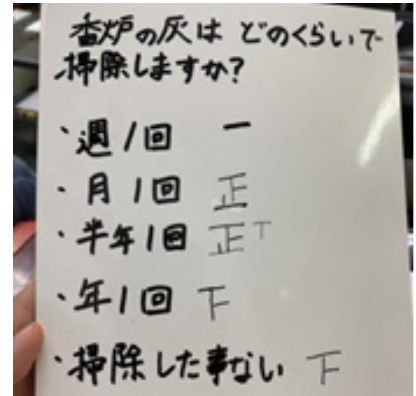 香炉の灰は どのくらいで
掃除しますか?
・週1回 一
・月1回 正
・半年1回 正丅
・年1回 下
・掃除した事ない 下